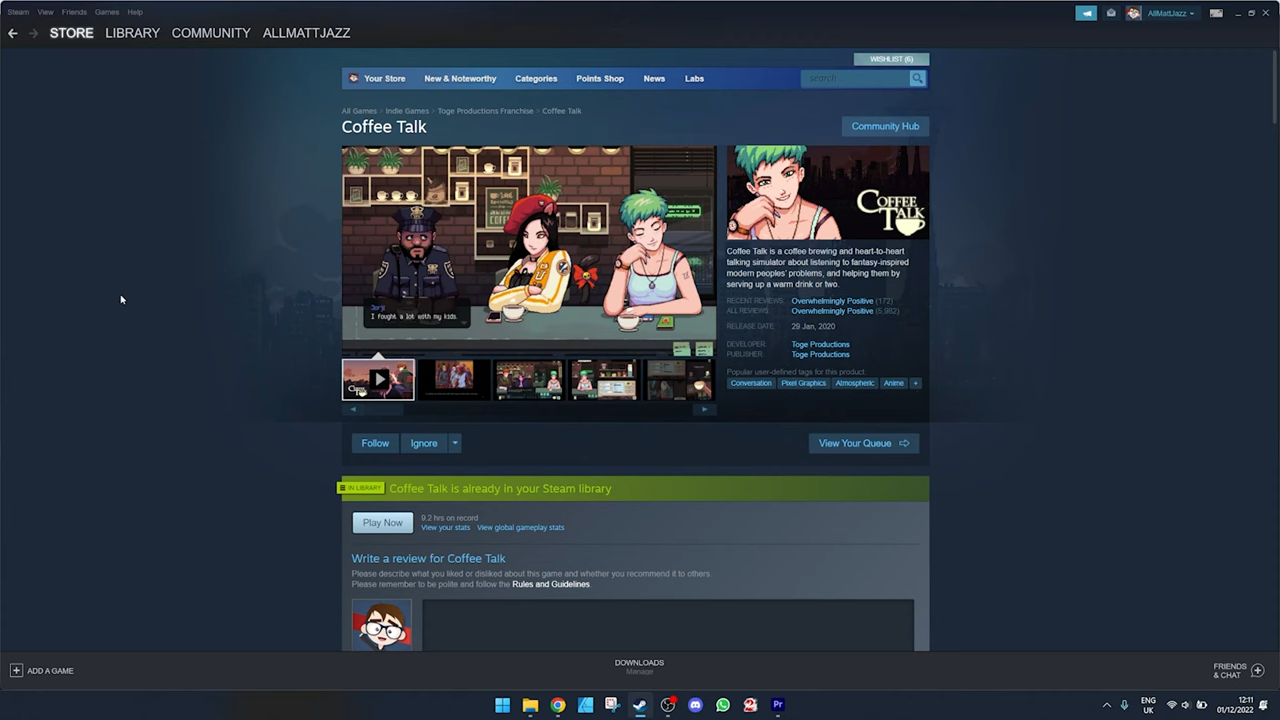 Steam View Friends Games Help
AllMattJazz
STORE LIBRARY COMMUNITY ALLMATTJAZZ
WISHLIST (6)
Your Store New & Noteworthy Categories Points Shop News Labs search
All Games > Indie Games > Toge Productions Franchise > Coffee Talk
Coffee Talk
Community Hub
COFFEE TALK
Jorji
I fought a lot with my kids.
Coffee Talk is a coffee brewing and heart-to-heart
talking simulator about listening to fantasy-inspired
modern peoples' problems, and helping them by
serving up a warm drink or two.
RECENT REVIEWS: Overwhelmingly Positive (172)
ALL REVIEWS: Overwhelmingly Positive (5,982)
RELEASE DATE: 29 Jan, 2020
DEVELOPER: Toge Productions
PUBLISHER: Toge Productions
Popular user-defined tags for this product:
Conversation Pixel Graphics Atmospheric Anime +
Follow Ignore
View Your Queue
IN LIBRARY Coffee Talk is already in your Steam library
Play Now
9.2 hrs on record
View your stats View global gameplay stats
Write a review for Coffee Talk
Please describe what you liked or disliked about this game and whether you recommend it to others.
Please remember to be polite and follow the Rules and Guidelines.
ADD A GAME
DOWNLOADS
Manage
FRIENDS
& CHAT
ENG
UK
12:11
01/12/2022